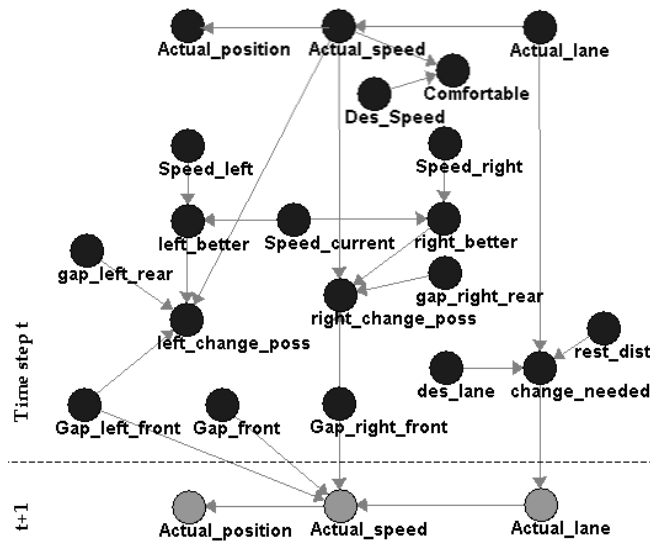 Actual_position
Actual_speed
Actual_lane
Comfortable
Des_Speed
Speed_left
Speed_right
left_better
Speed_current
right_better
gap_left_rear
gap_right_rear
right_change_poss
left_change_poss
rest_dist
des_lane
change_needed
Gap_left_front
Gap_front
Gap_right_front
Time step t
t+1
Actual_position
Actual_speed
Actual_lane